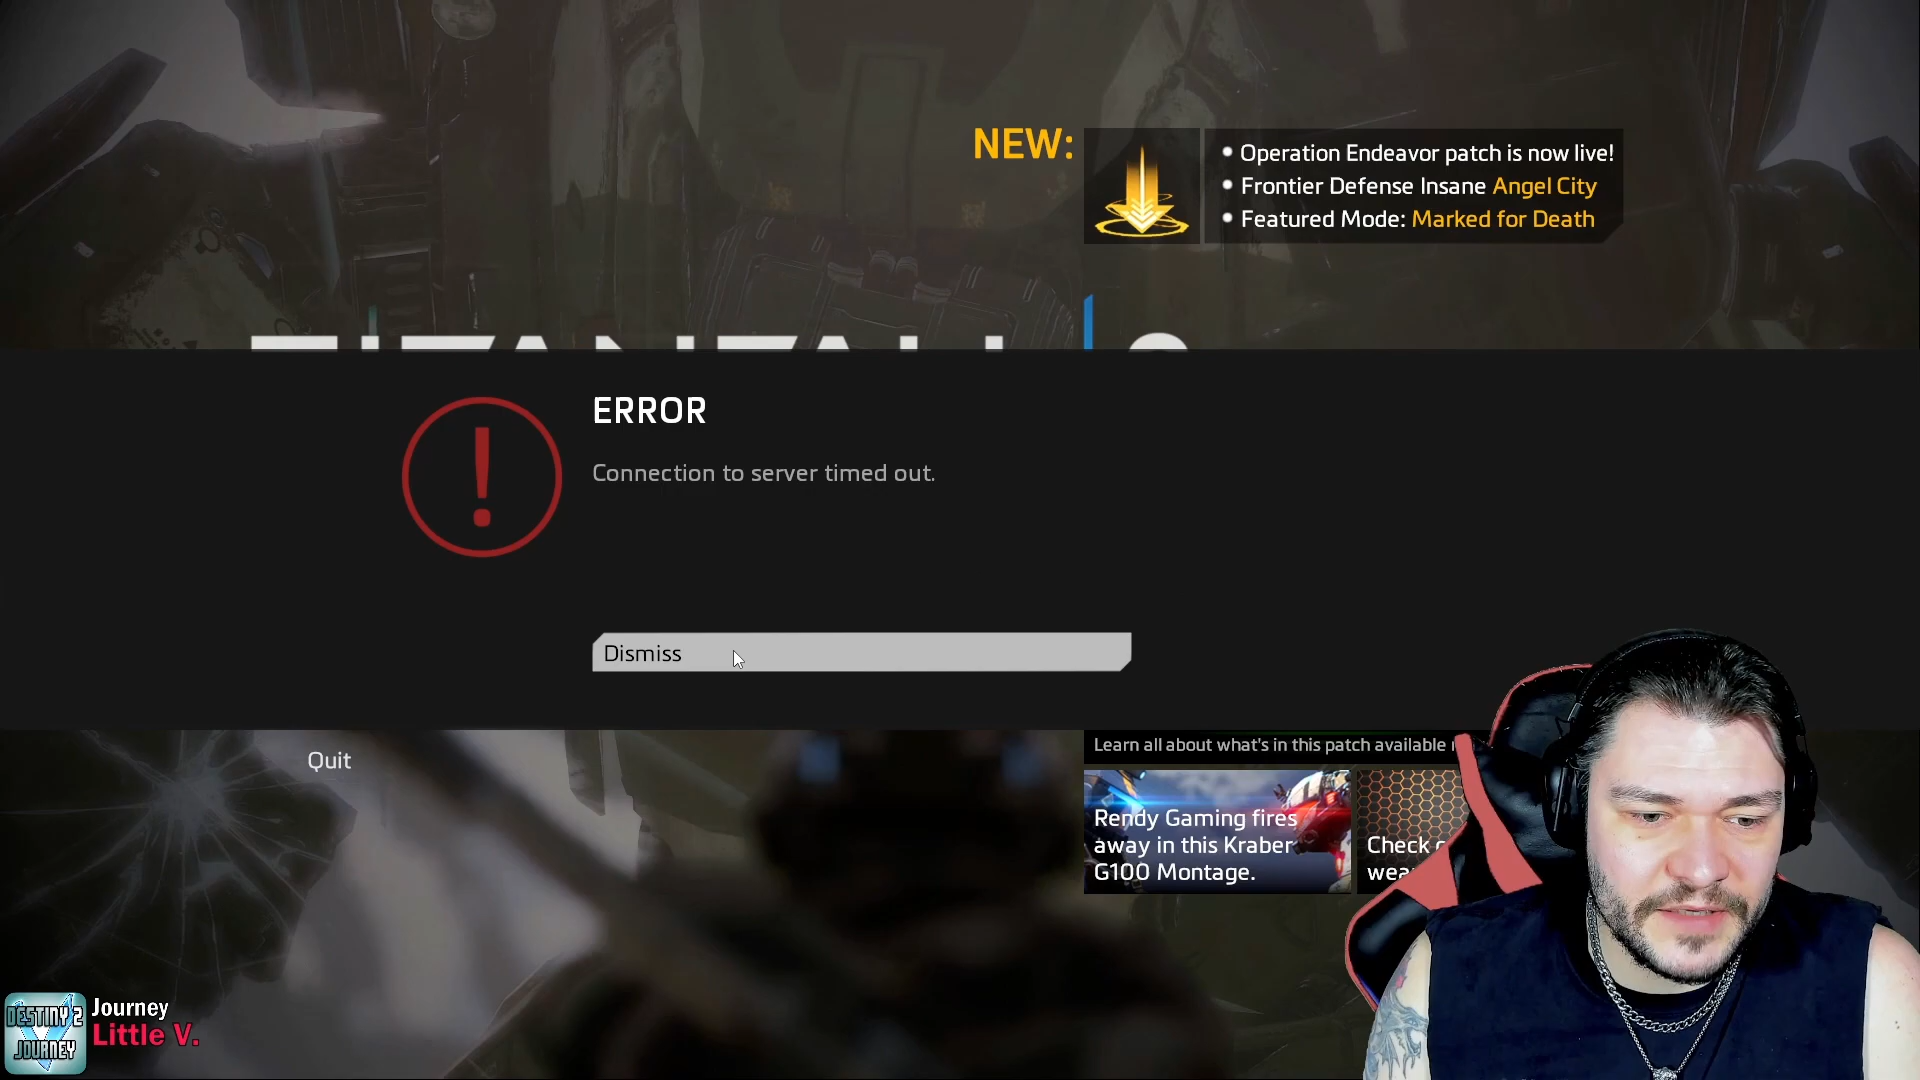 NEW:
• Operation Endeavor patch is now live!
• Frontier Defense Insane Angel City
• Featured Mode: Marked for Death
ERROR
Connection to server timed out.
Dismiss
Quit
Learn all about what's in this patch available
Rendy Gaming fires
away in this Kraber
G100 Montage.
Check
DESTINY 2
JOURNEY
Journey
Little V.